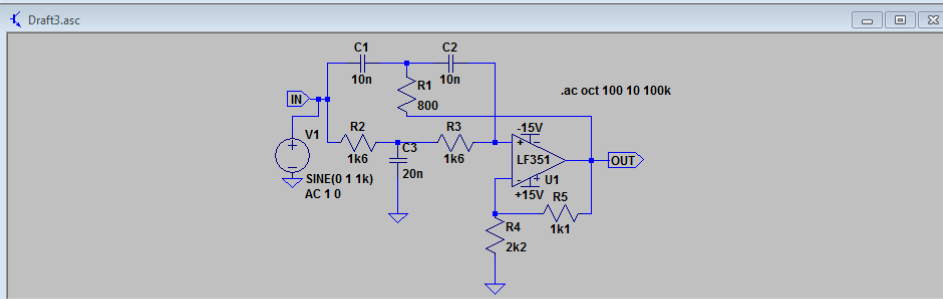 Draft3.asc
C1
C2
10n
10n
R1
800
.ac oct 100 10 100k
IN
V1
R2
R3
-15V
1k6
C3
1k6
LF351
OUT
20n
U1
SINE(0 1 1k)
AC 1 0
+15V
R5
R4
1k1
2k2